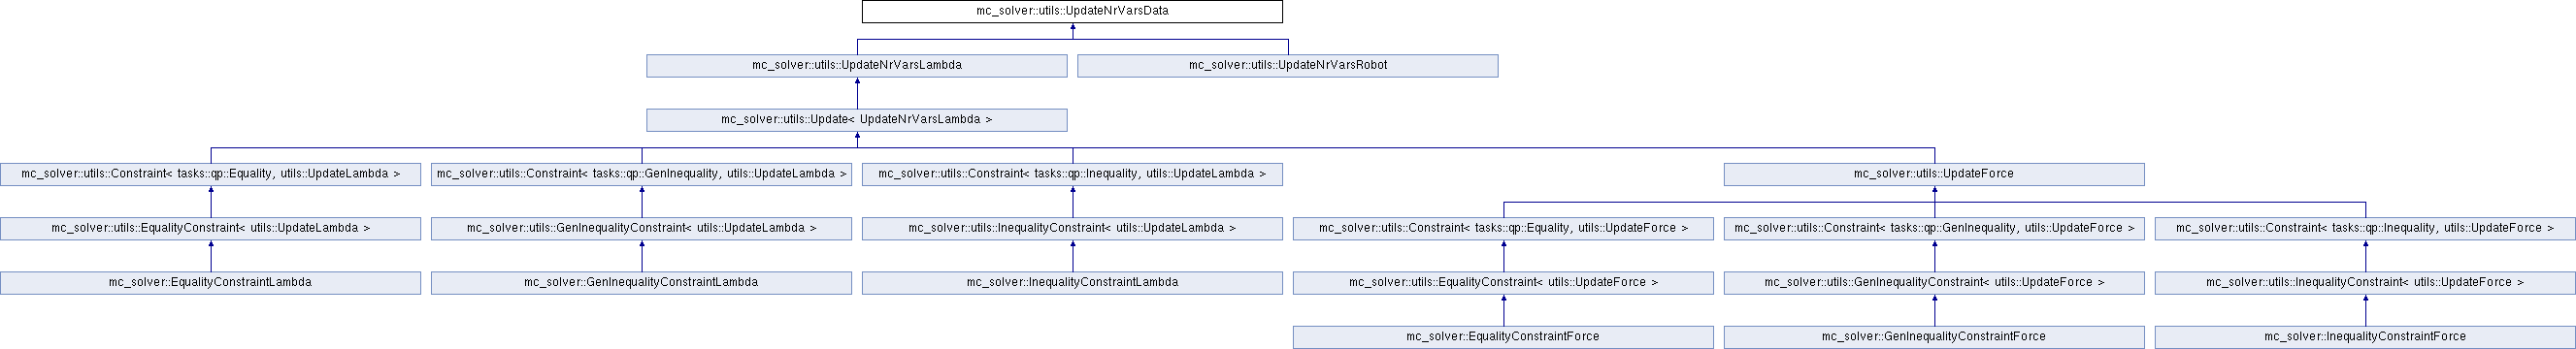 mc_solver::utils::UpdateNrVarsData
mc_solver::utils::UpdateNrVarsLambda
mc_solver::utils::UpdateNrVarsRobot
mc_solver::utils::Update< UpdateNrVarsLambda >
mc_solver::utils::Constraint< tasks::qp::Equality, utils::UpdateLambda >
mc_solver::utils::Constraint< tasks::qp::GenInequality, utils::UpdateLambda >
mc_solver::utils::Constraint< tasks::qp::Inequality, utils::UpdateLambda >
mc_solver::utils::UpdateForce
mc_solver::utils::EqualityConstraint< utils::UpdateLambda >
mc_solver::utils::GenInequalityConstraint< utils::UpdateLambda >
mc_solver::utils::InequalityConstraint< utils::UpdateLambda >
mc_solver::utils::Constraint< tasks::qp::Equality, utils::UpdateForce >
mc_solver::utils::Constraint< tasks::qp::GenInequality, utils::UpdateForce >
mc_solver::utils::Constraint< tasks::qp::Inequality, utils::UpdateForce >
mc_solver::EqualityConstraintLambda
mc_solver::GenInequalityConstraintLambda
mc_solver::InequalityConstraintLambda
mc_solver::utils::EqualityConstraint< utils::UpdateForce >
mc_solver::utils::GenInequalityConstraint< utils::UpdateForce >
mc_solver::utils::InequalityConstraint< utils::UpdateForce >
mc_solver::EqualityConstraintForce
mc_solver::GenInequalityConstraintForce
mc_solver::InequalityConstraintForce